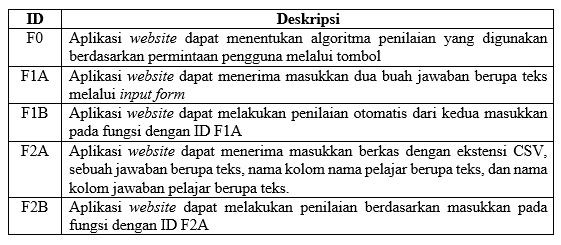 ID Deskripsi
F0 Aplikasi website dapat menentukan algoritma penilaian yang digunakan
berdasarkan permintaan pengguna melalui tombol
F1A Aplikasi website dapat menerima masukkan dua buah jawaban berupa teks
melalui input form
F1B Aplikasi website dapat melakukan penilaian otomatis dari kedua masukkan
pada fungsi dengan ID F1A
F2A Aplikasi website dapat menerima masukkan berkas dengan ekstensi CSV,
sebuah jawaban berupa teks, nama kolom nama pelajar berupa teks, dan nama
kolom jawaban pelajar berupa teks.
F2B Aplikasi website dapat melakukan penilaian berdasarkan masukkan pada
fungsi dengan ID F2A